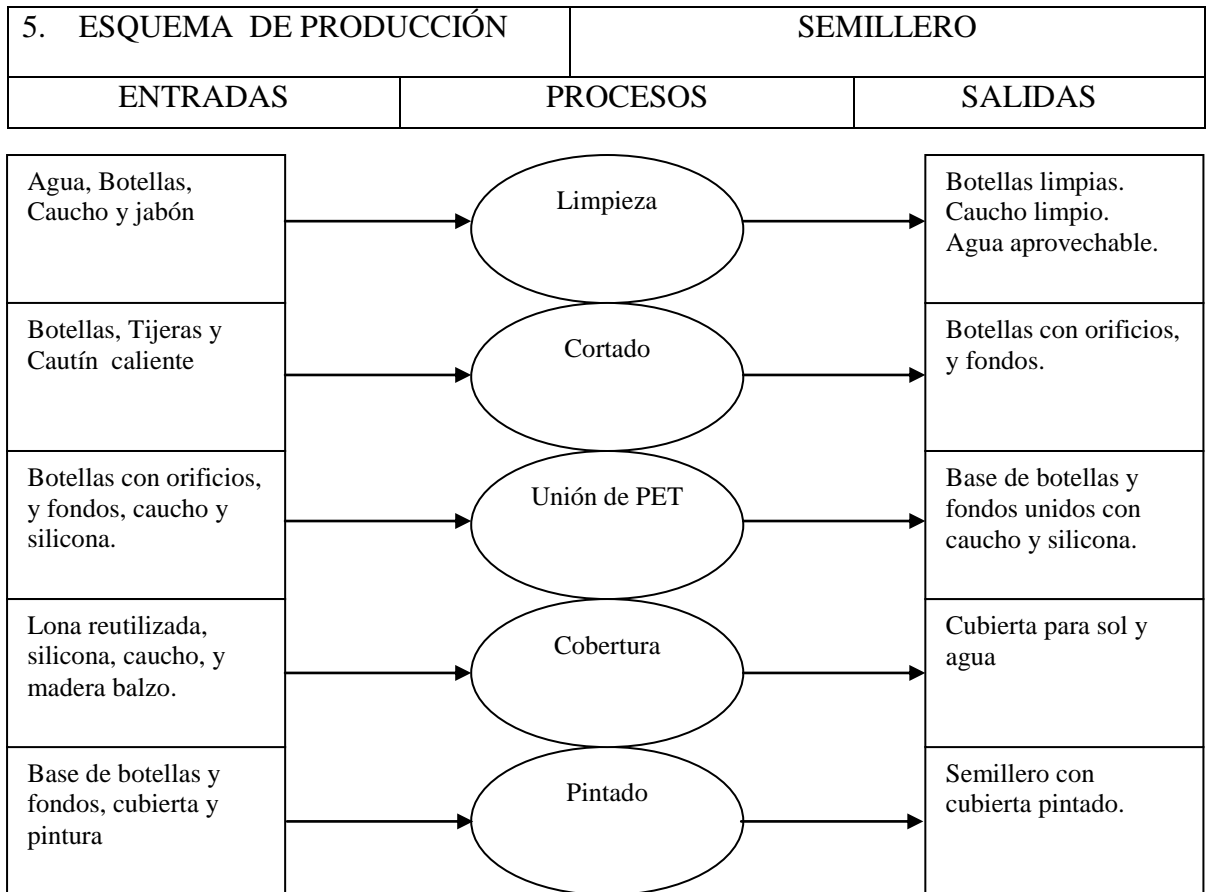 5. ESQUEMA DE PRODUCCIÓN
SEMILLERO
ENTRADAS
PROCESOS
SALIDAS
Agua, Botellas,
Caucho y jabón
Limpieza
Botellas limpias.
Caucho limpio.
Agua aprovechable.
Botellas, Tijeras y
Cautín caliente
Cortado
Botellas con orificios,
y fondos.
Botellas con orificios,
y fondos, caucho y
silicona.
Unión de PET
Base de botellas y
fondos unidos con
caucho y silicona.
Lona reutilizada,
silicona, caucho, y
madera balzo.
Cobertura
Cubierta para sol y
agua
Base de botellas y
fondos, cubierta y
pintura
Pintado
Semillero con
cubierta pintado.